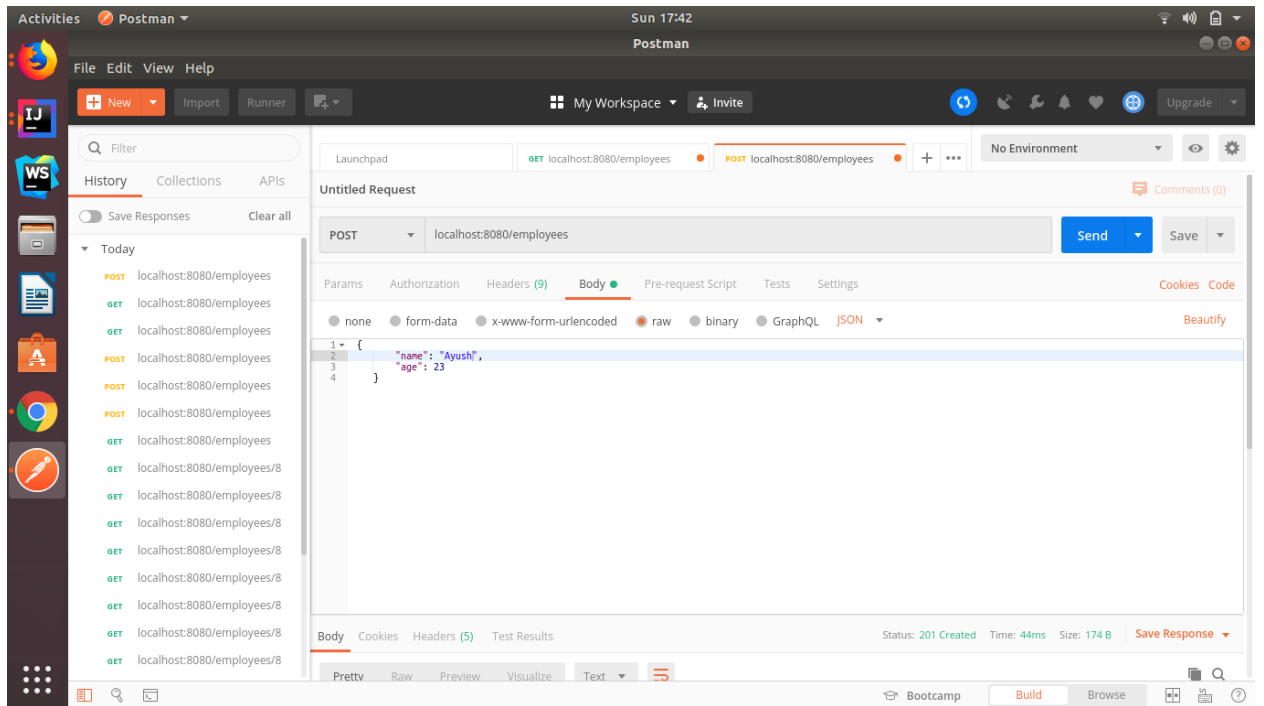 Activities Postman Sun 17:42
Postman
File Edit View Help
New Import Runner My Workspace Invite Upgrade
Filter
History Collections APIs
Save Responses Clear all
Today
POST localhost:8080/employees
GET localhost:8080/employees
GET localhost:8080/employees
POST localhost:8080/employees
POST localhost:8080/employees
POST localhost:8080/employees
GET localhost:8080/employees
GET localhost:8080/employees/8
GET localhost:8080/employees/8
GET localhost:8080/employees/8
GET localhost:8080/employees/8
GET localhost:8080/employees/8
GET localhost:8080/employees/8
GET localhost:8080/employees/8
GET localhost:8080/employees/8
IJ
WS
Launchpad GET localhost:8080/employees POST localhost:8080/employees + ••• No Environment
Untitled Request Comments (0)
POST localhost:8080/employees Send Save
Params Authorization Headers (9) Body Pre-request Script Tests Settings Cookies Code
none form-data x-www-form-urlencoded raw binary GraphQL JSON Beautify
1 {
2 "name": "Ayush",
3 "age": 23
4 }
Body Cookies Headers (5) Test Results Status: 201 Created Time: 44ms Size: 174 B Save Response
Pretty Raw Preview Visualize Text
Bootcamp Build Browse